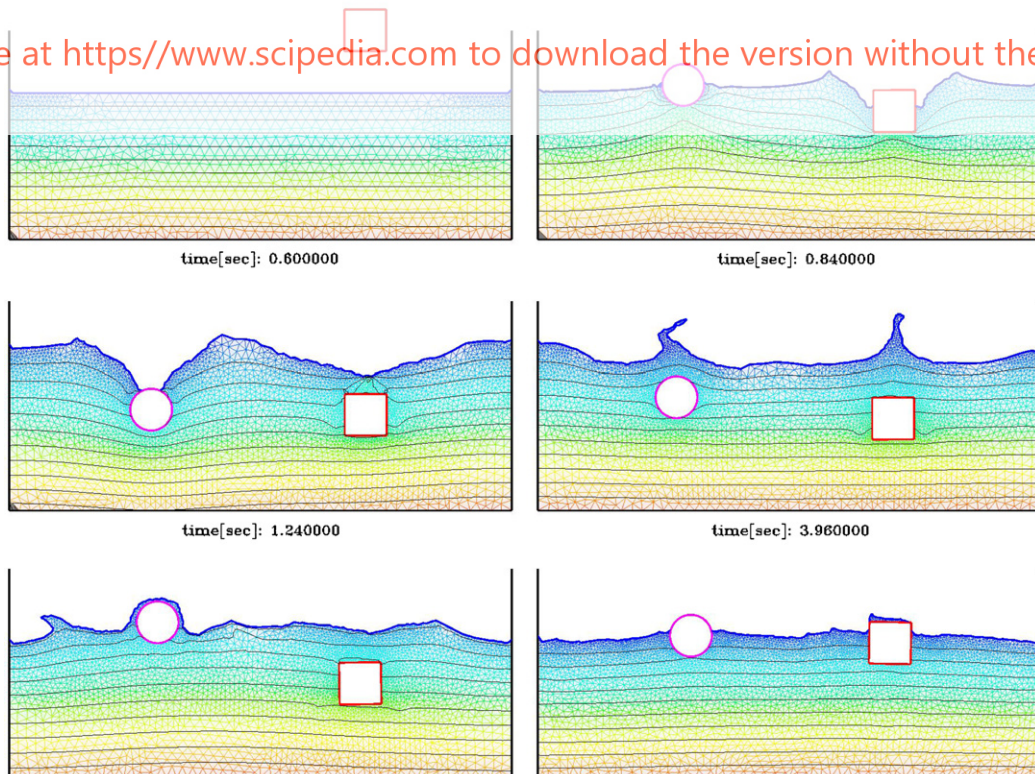 e at https//www.scipedia.com to download the version without the
time[sec]: 0.600000
time[sec]: 0.840000
time[sec]: 1.240000
time[sec]: 3.960000